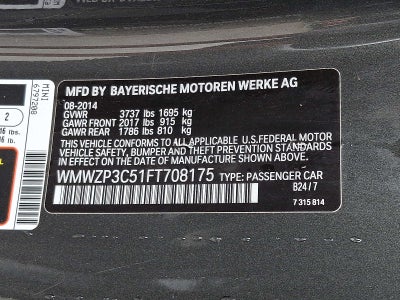 MFD BY BAYERISCHE MOTOREN WERKE AG
08-2014
GVWR 3737 lbs 1695 kg
GAWR FRONT 2017 lbs 915 kg
GAWR REAR 1786 lbs 810 kg
THIS VEHICLE CONFORMS TO ALL APPLICABLE U.S.FEDERAL MOTOR
VEHICLE SAFETY, BUMPER AND THEFT PREVENTION STANDARDS
IN EFFECT ON THE DATE OF MANUFACTURE SHOWN ABOVE.
WMWZP3C51FT708175 TYPE: PASSENGER CAR
B24/7
7 315 814
MINI
6797208
2
lbs.
lbs.